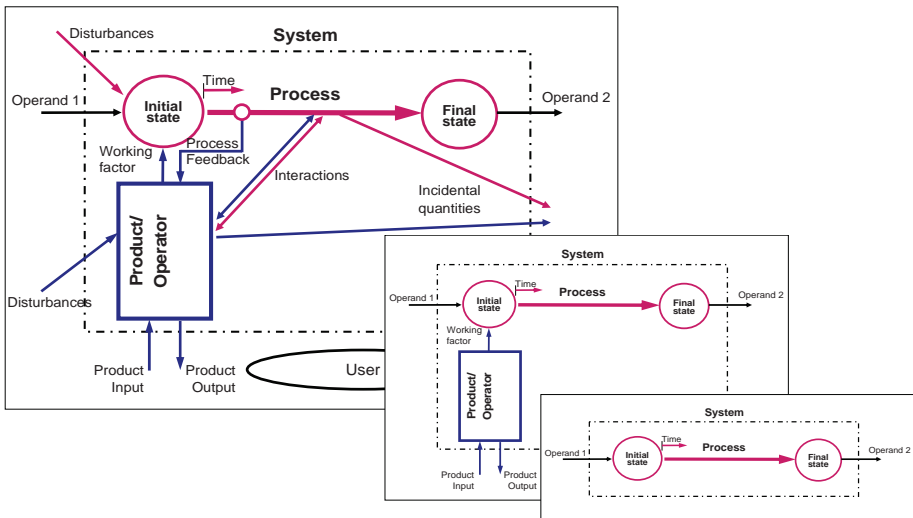 Disturbances
System
Time
Operand 1
Process
Operand 2
Initial
state
Final
state
Working
factor
Process
Feedback
Interactions
Incidental
quantities
Product/
Operator
Disturbances
Product
Input
Product
Output
User
System
Time
Operand 1
Process
Operand 2
Initial
state
Final
state
Working
factor
Product/
Operator
Product
Input
Product
Output
System
Time
Operand 1
Process
Operand 2
Initial
state
Final
state